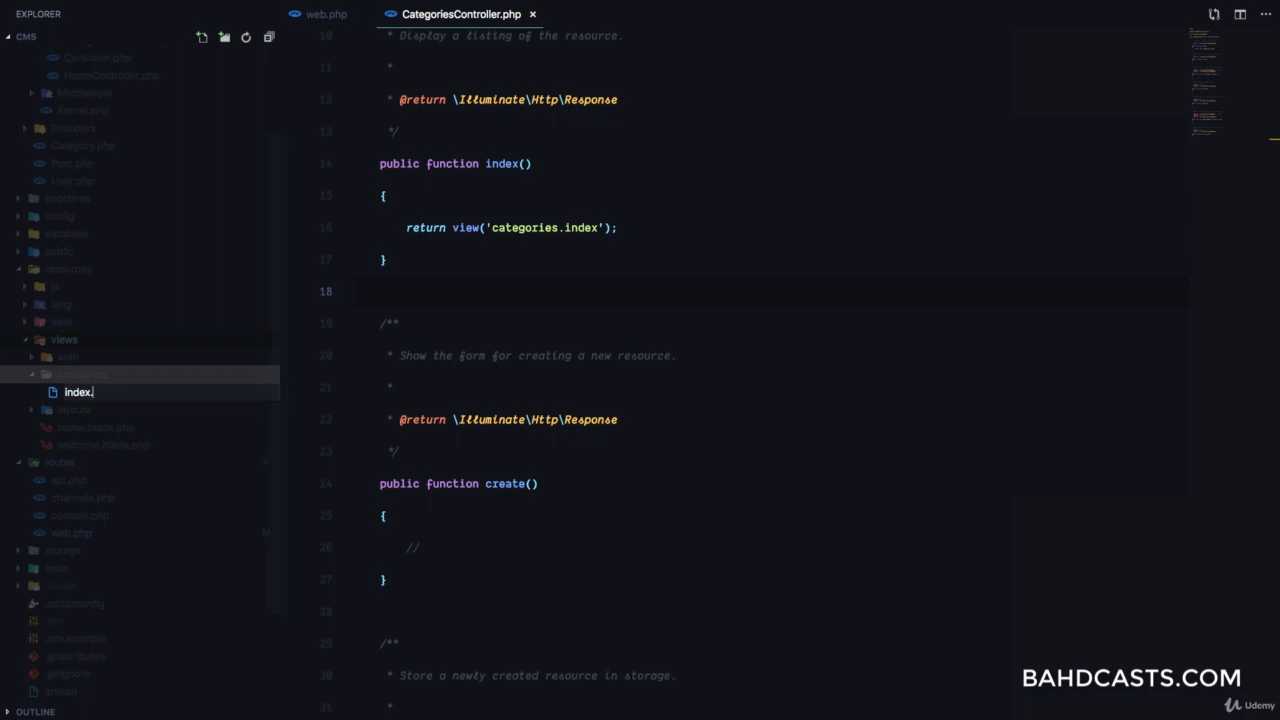 EXPLORER
CMS
Controller.php
HomeController.php
Middleware
Kernel.php
Providers
Category.php
Post.php
User.php
bootstrap
config
database
public
resources
js
lang
sass
views
auth
categories
index.
layouts
home.blade.php
welcome.blade.php
routes
api.php
channels.php
console.php
web.php M
storage
tests
vendor
.editorconfig
.env
.env.example
.gitattributes
.gitignore
artisan
OUTLINE
web.php CategoriesController.php ×
10 * Display a listing of the resource.
11 *
12 * @return \Illuminate\Http\Response
13 */
14 public function index()
15 {
16 return view('categories.index');
17 }
18
19 /**
20 * Show the form for creating a new resource.
21 *
22 * @return \Illuminate\Http\Response
23 */
24 public function create()
25 {
26 //
27 }
28
29 /**
30 * Store a newly created resource in storage.
31 *
BAHDCASTS.COM
Udemy